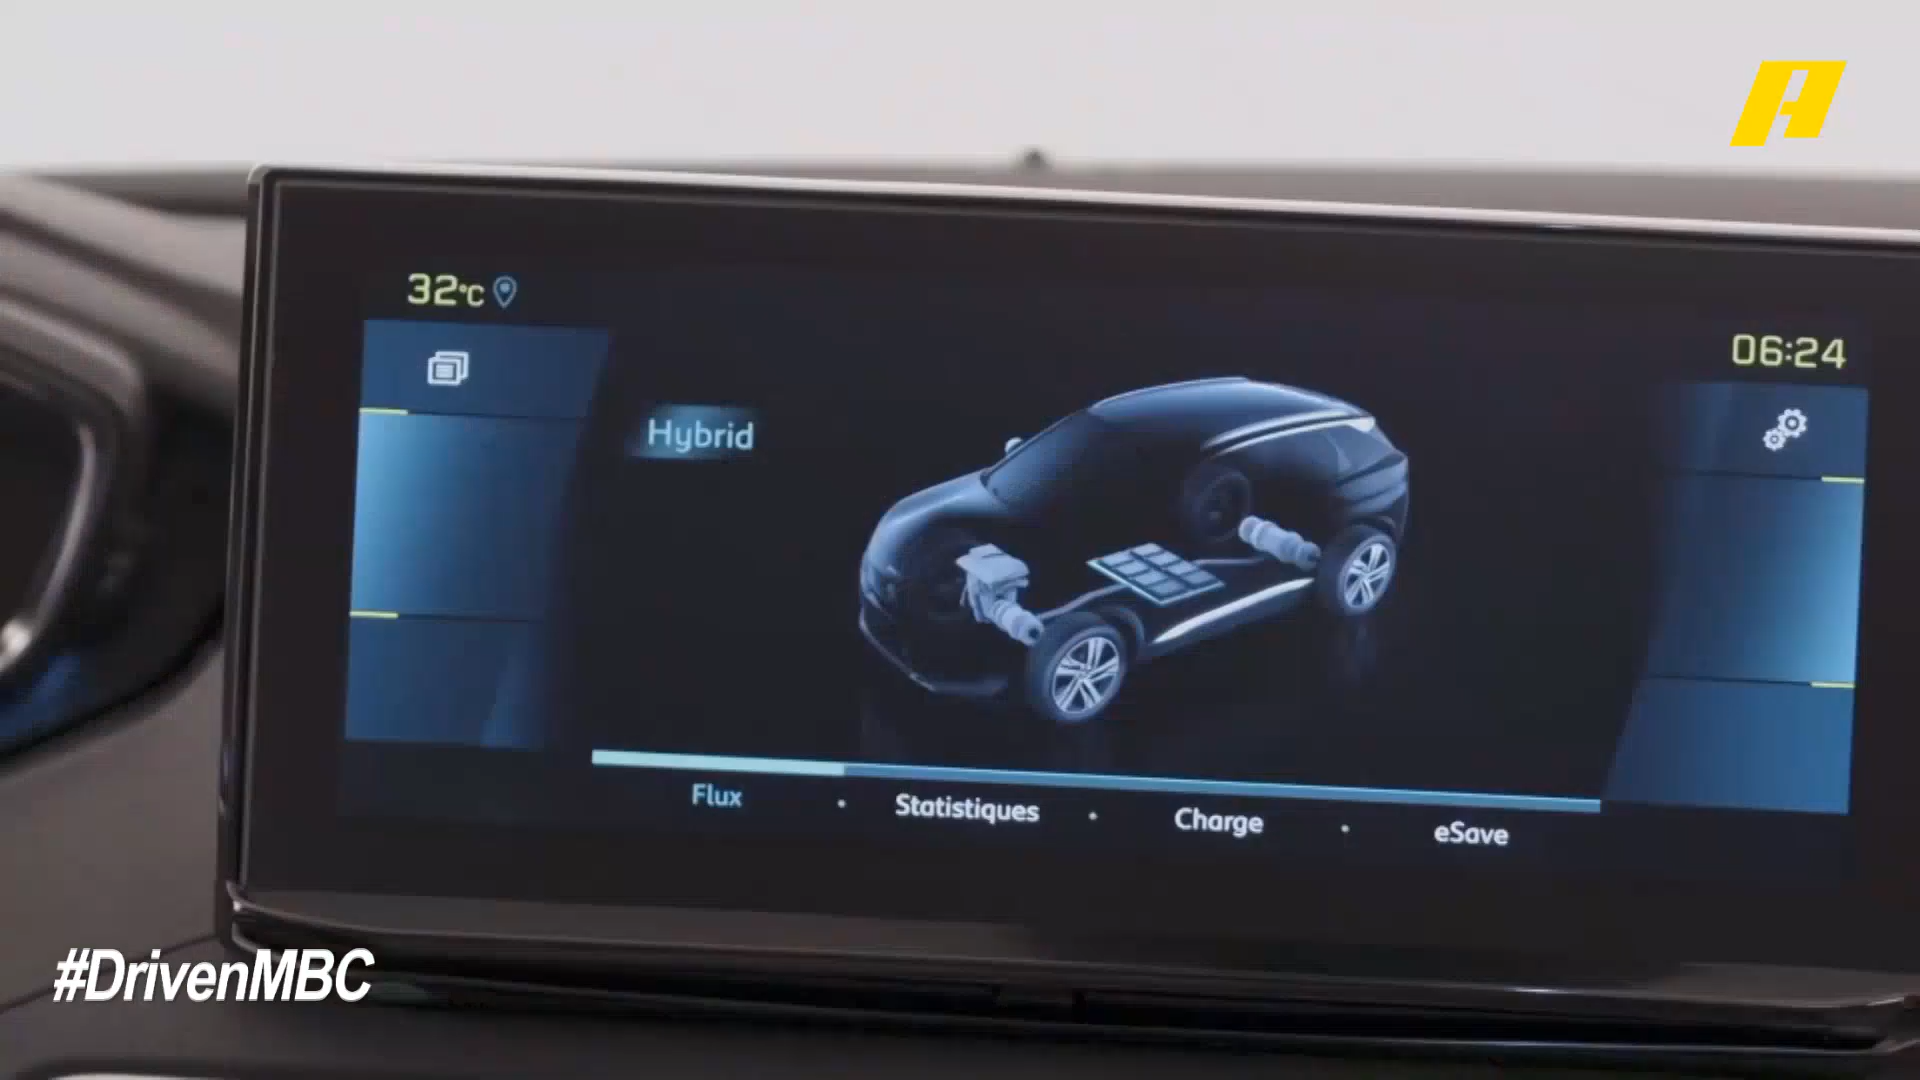 32°C
06:24
Hybrid
Flux · Statistiques · Charge · eSave
#DrivenMBC